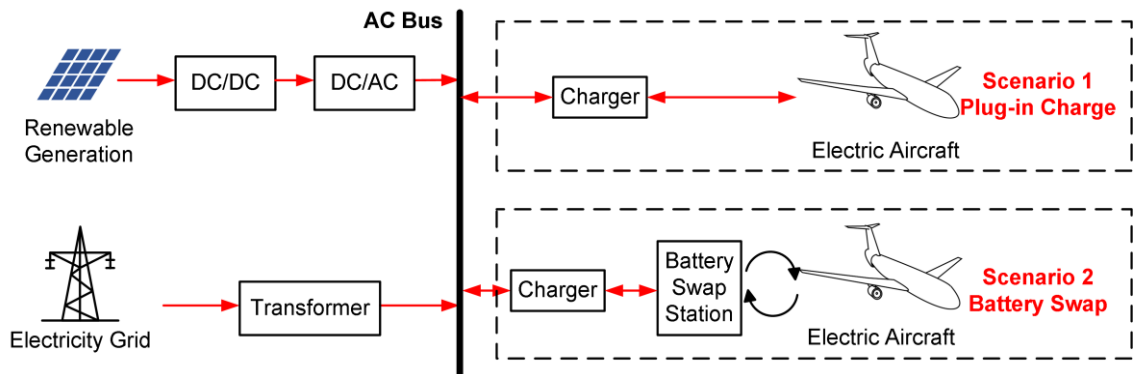 AC Bus
DC/DC
DC/AC
Renewable
Generation
Charger
Electric Aircraft
Scenario 1
Plug-in Charge
Electricity Grid
Transformer
Charger
Battery
Swap
Station
Electric Aircraft
Scenario 2
Battery Swap